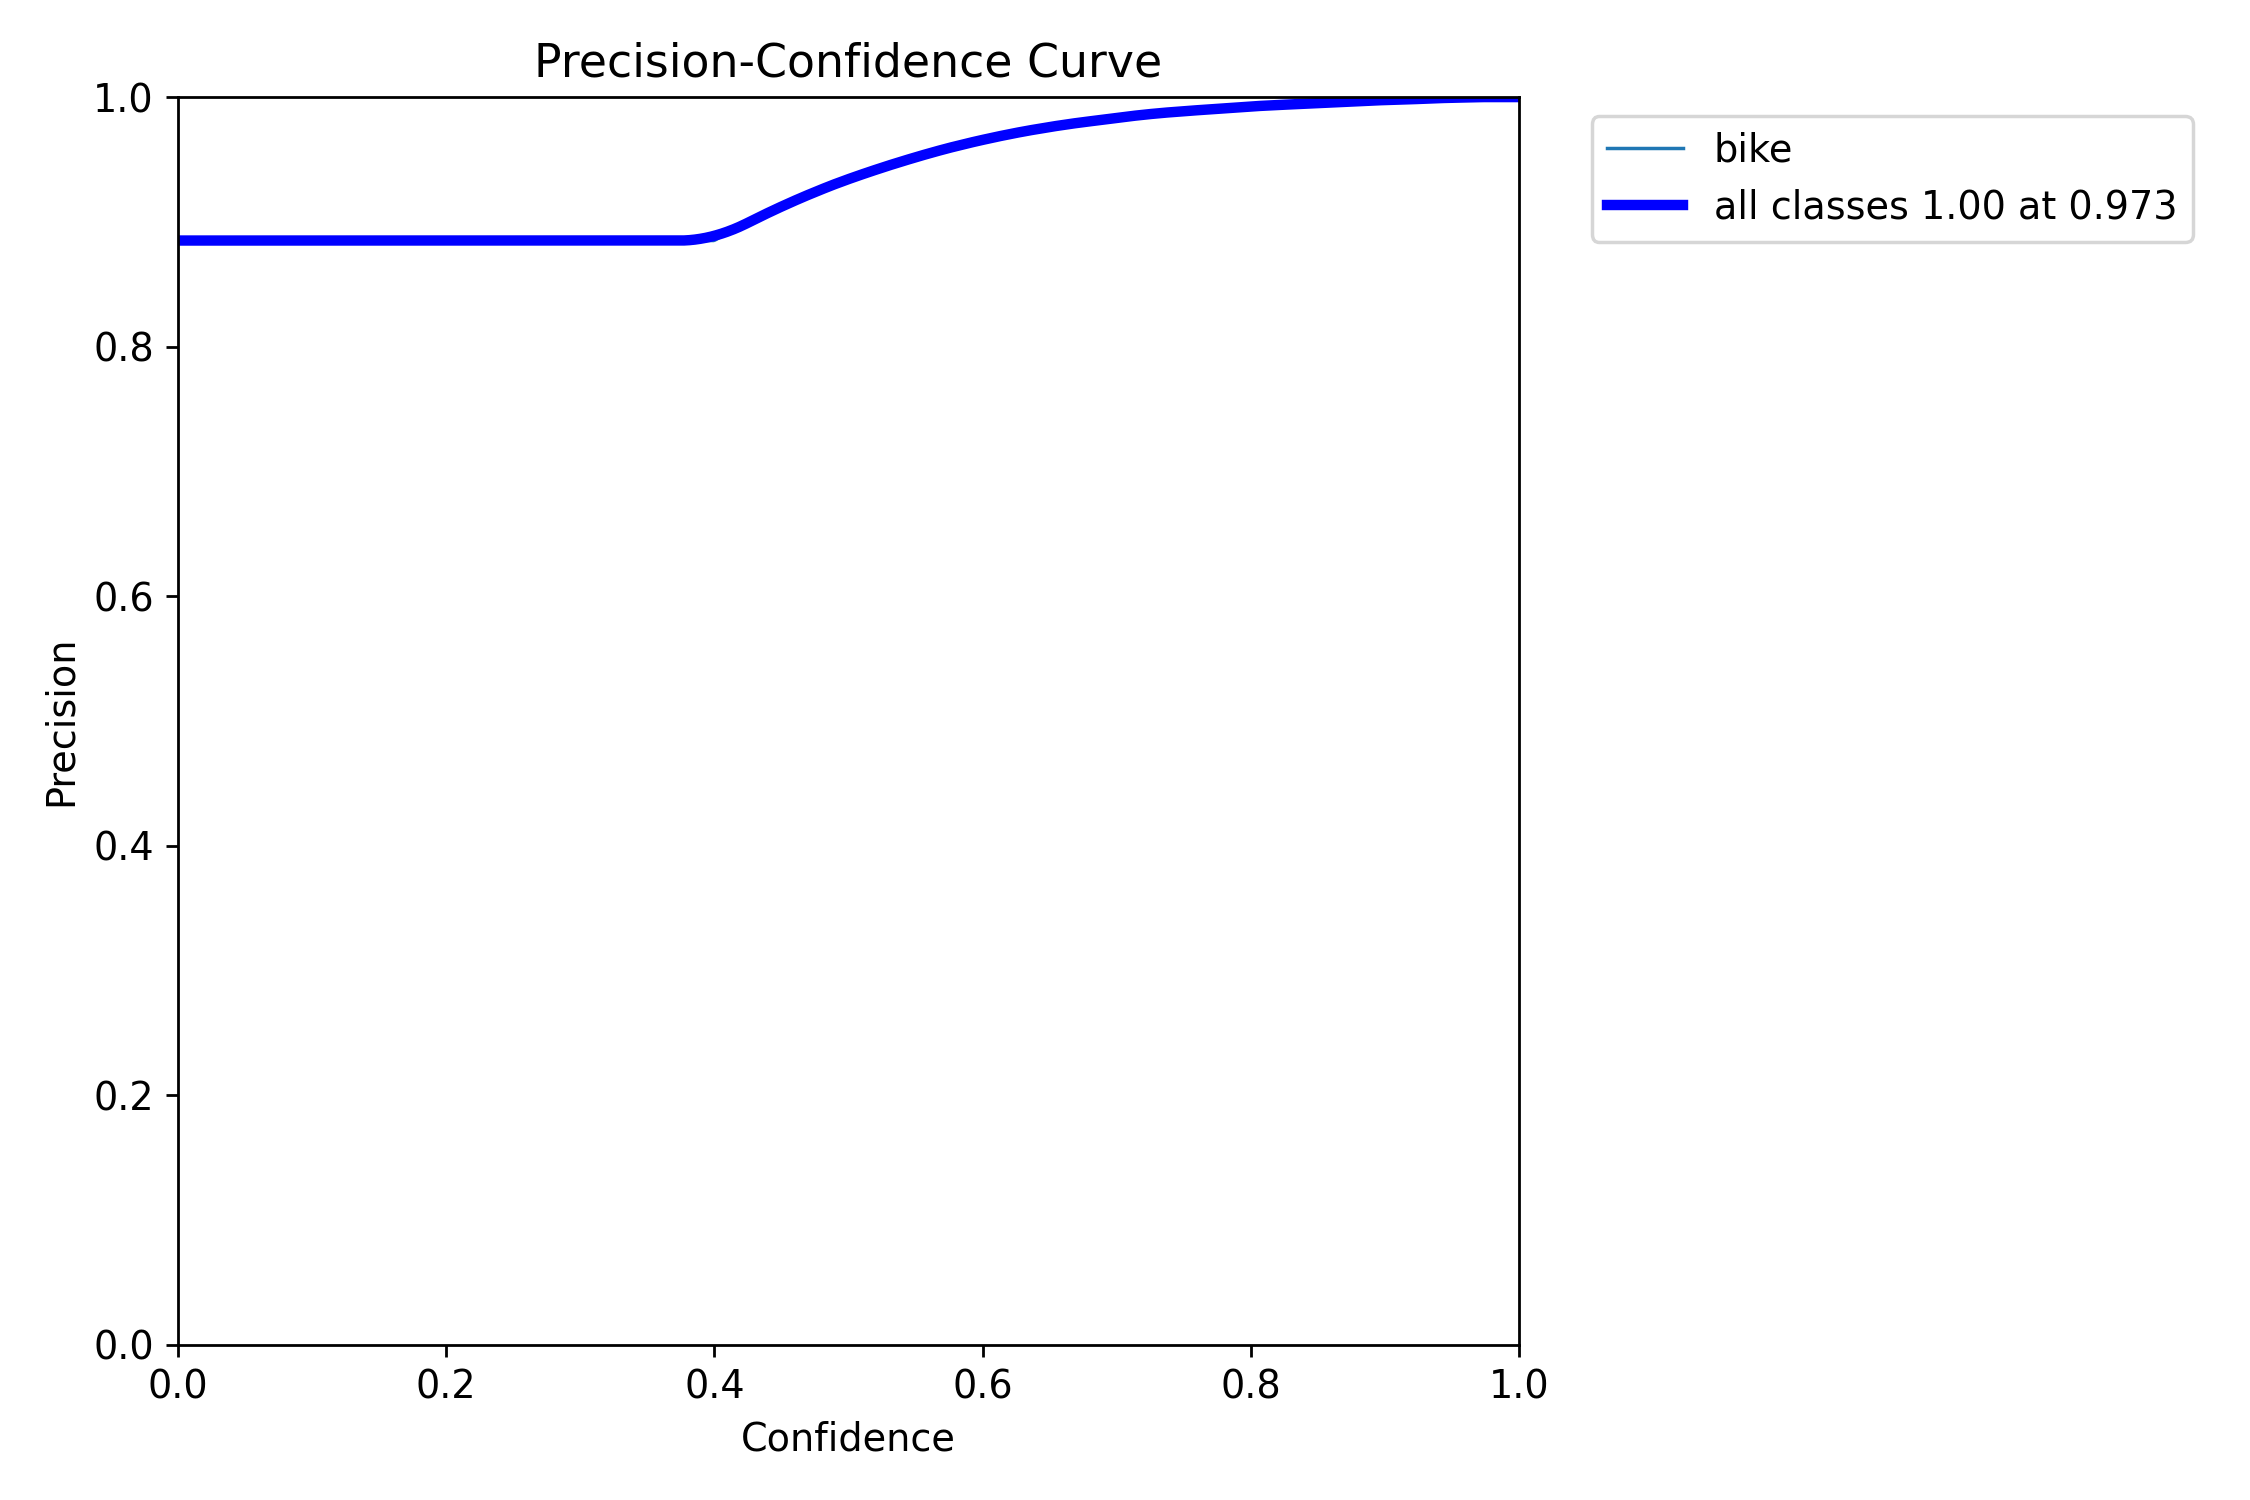 Precision-Confidence Curve
1.0
0.8
0.6
0.4
0.2
0.0
Precision
0.0 0.2 0.4 0.6 0.8 1.0
Confidence
bike
all classes 1.00 at 0.973